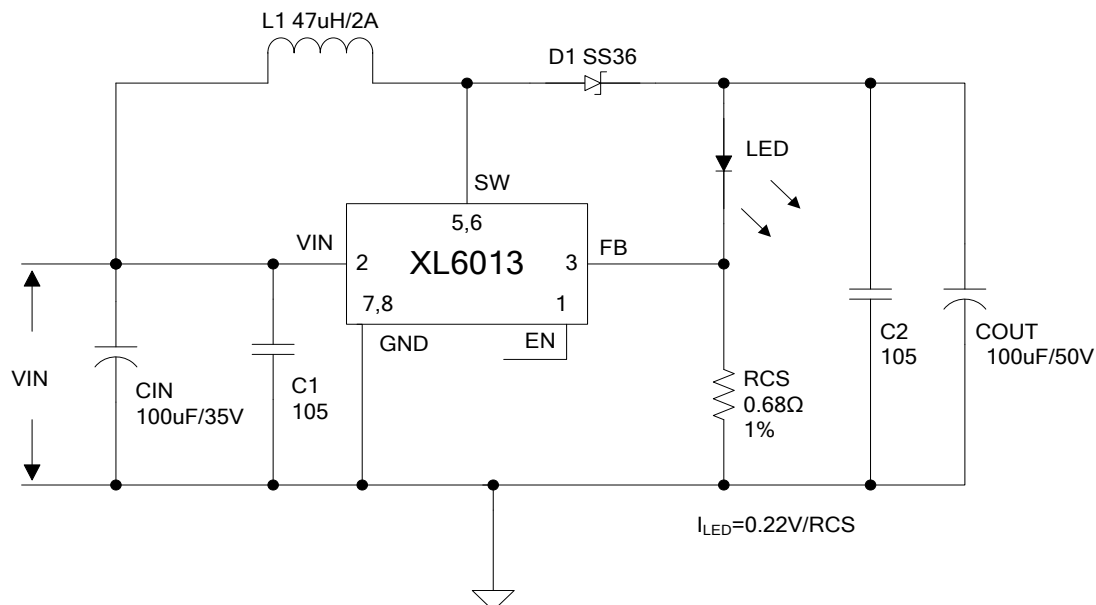 L1 47uH/2A
D1 SS36
LED
SW
5,6
VIN
2
XL6013
3
FB
7,8
1
GND
EN
VIN
CIN
100uF/35V
C1
105
RCS
0.68Ω
1%
C2
105
COUT
100uF/50V
ILED=0.22V/RCS